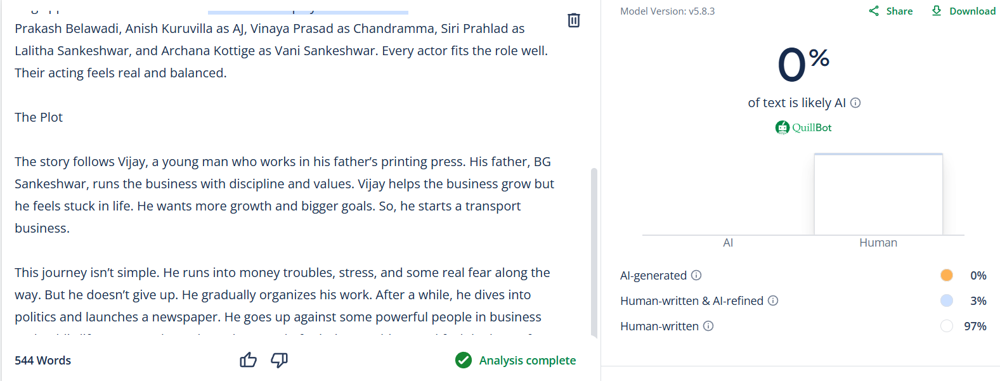 Prakash Belawadi, Anish Kuruvilla as AJ, Vinaya Prasad as Chandramma, Siri Prahlad as
Lalitha Sankeshwar, and Archana Kottige as Vani Sankeshwar. Every actor fits the role well.
Their acting feels real and balanced.
The Plot
The story follows Vijay, a young man who works in his father’s printing press. His father, BG
Sankeshwar, runs the business with discipline and values. Vijay helps the business grow but
he feels stuck in life. He wants more growth and bigger goals. So, he starts a transport
business.
This journey isn’t simple. He runs into money troubles, stress, and some real fear along the
way. But he doesn’t give up. He gradually organizes his work. After a while, he dives into
politics and launches a newspaper. He goes up against some powerful people in business
544 Words
Analysis complete
Model Version: v5.8.3
Share
Download
0%
of text is likely AI
QuillBot
AI
Human
AI-generated 0%
Human-written & AI-refined 3%
Human-written 97%